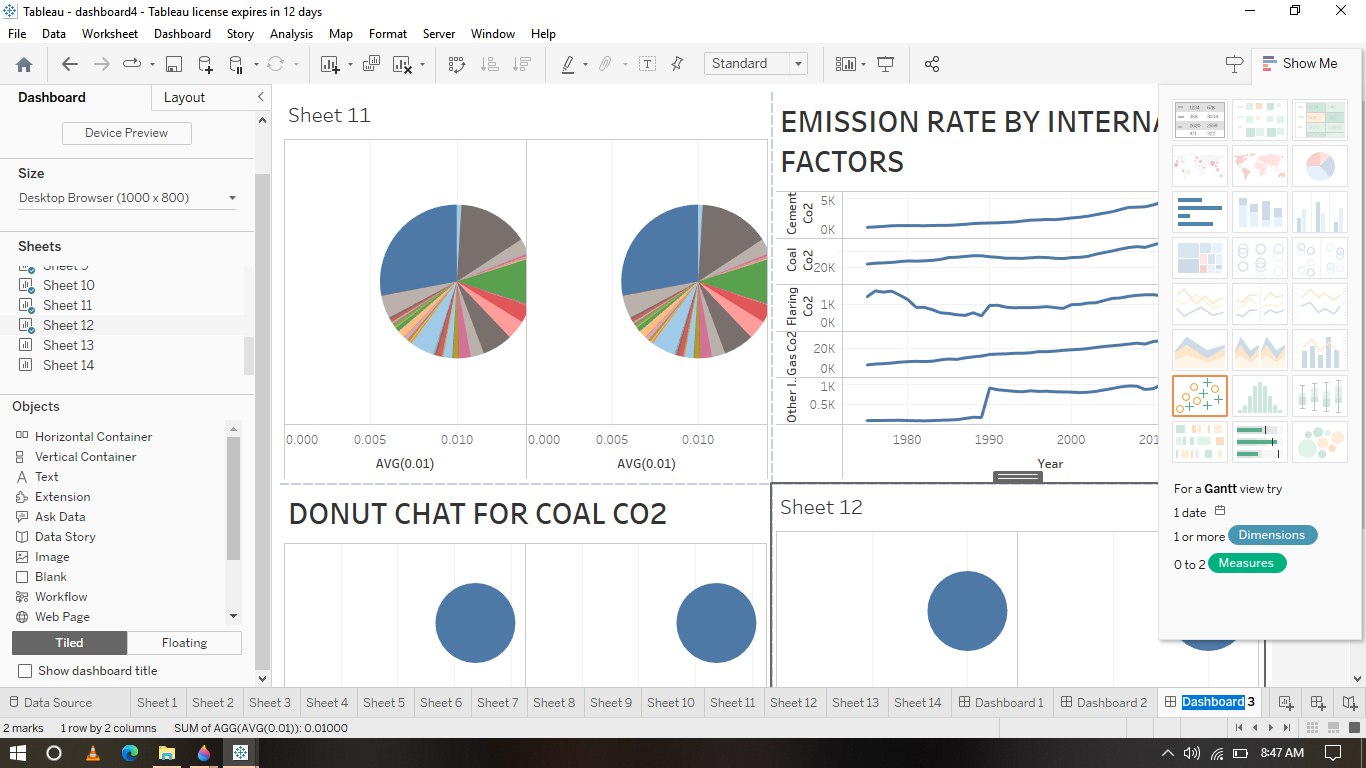 Tableau - dashboard4 - Tableau license expires in 12 days
File Data Worksheet Dashboard Story Analysis Map Format Server Window Help
Standard
Show Me
Dashboard
Layout
Device Preview
Size
Desktop Browser (1000 x 800)
Sheets
Sheet 9
Sheet 10
Sheet 11
Sheet 12
Sheet 13
Sheet 14
Objects
Horizontal Container
Vertical Container
Text
Extension
Ask Data
Data Story
Image
Blank
Workflow
Web Page
Tiled
Floating
Show dashboard title
Sheet 11
0.000 0.005 0.010 0.000 0.005 0.010
AVG(0.01) AVG(0.01)
EMISSION RATE BY INTERNA
FACTORS
Cement
Co2
5K
0K
Coal
Co2
20K
Flaring
Co2
1K
0K
Gas Co2
20K
0K
Other I..
1K
0.5K
1980 1990 2000 201
Year
DONUT CHAT FOR COAL CO2
Sheet 12
For a Gantt view try
1 date
1 or more Dimensions
0 to 2 Measures
Data Source Sheet 1 Sheet 2 Sheet 3 Sheet 4 Sheet 5 Sheet 6 Sheet 7 Sheet 8 Sheet 9 Sheet 10 Sheet 11 Sheet 12 Sheet 13 Sheet 14 Dashboard 1 Dashboard 2 Dashboard 3
2 marks 1 row by 2 columns SUM of AGG(AVG(0.01)): 0.01000
8:47 AM